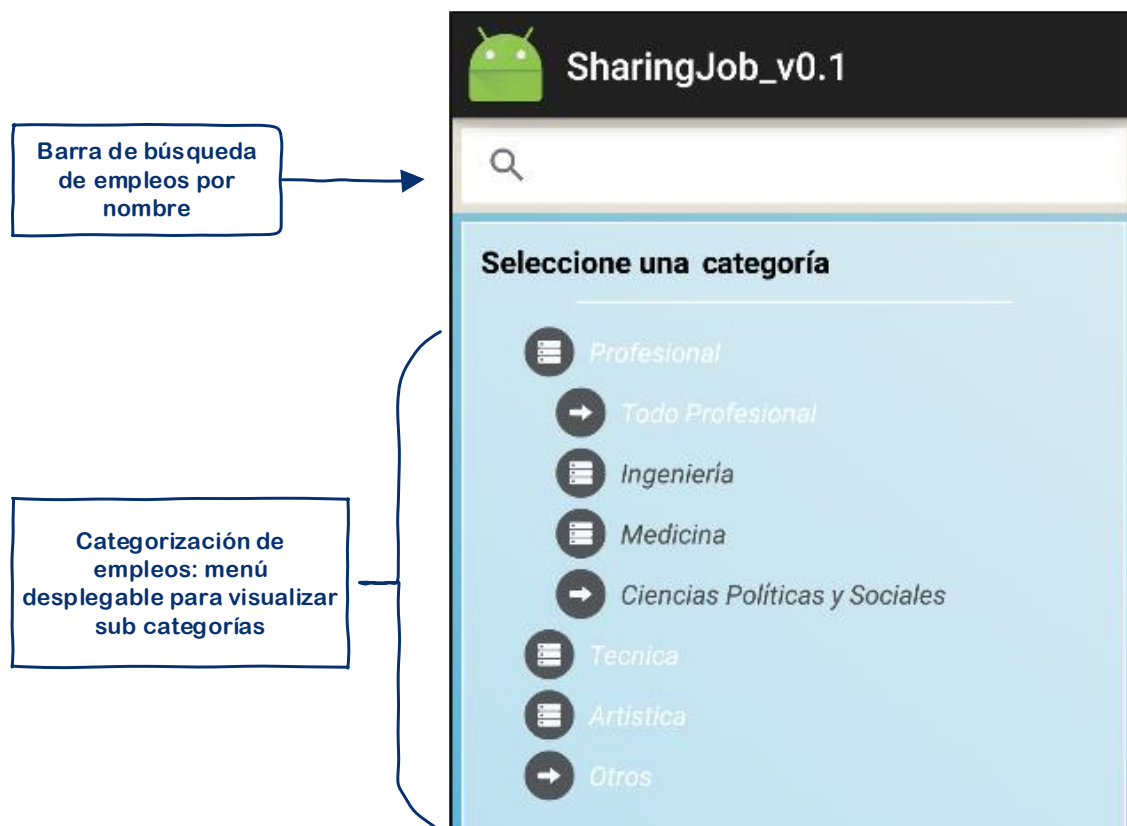 SharingJob_v0.1
Barra de búsqueda
de empleos por
nombre
Seleccione una categoría
Profesional
Todo Profesional
Ingeniería
Medicina
Ciencias Políticas y Sociales
Tecnica
Artistica
Otros
Categorización de
empleos: menú
desplegable para visualizar
sub categorías